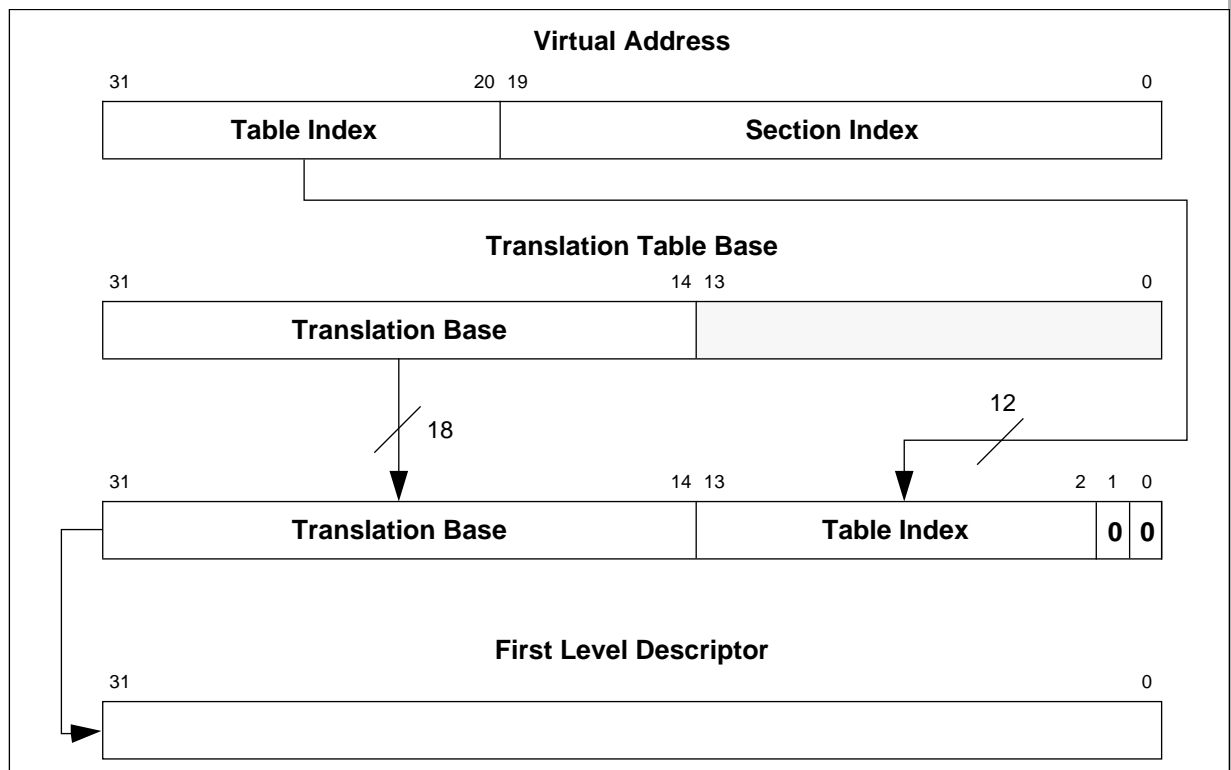 Virtual Address
31 20 19 0
Table Index Section Index
Translation Table Base
31 14 13 0
Translation Base
18
12
31 14 13 2 1 0
Translation Base Table Index 0 0
First Level Descriptor
31 0